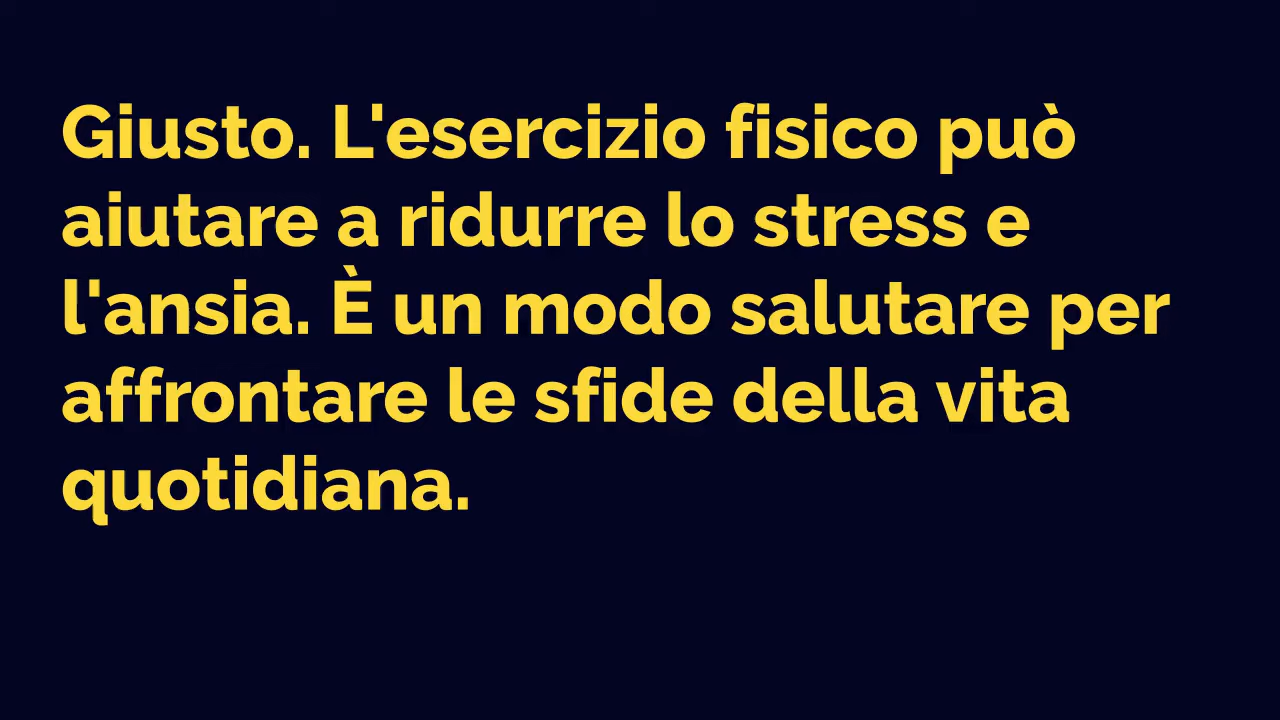 Giusto. L'esercizio fisico può
aiutare a ridurre lo stress e
l'ansia. È un modo salutare per
affrontare le sfide della vita
quotidiana.